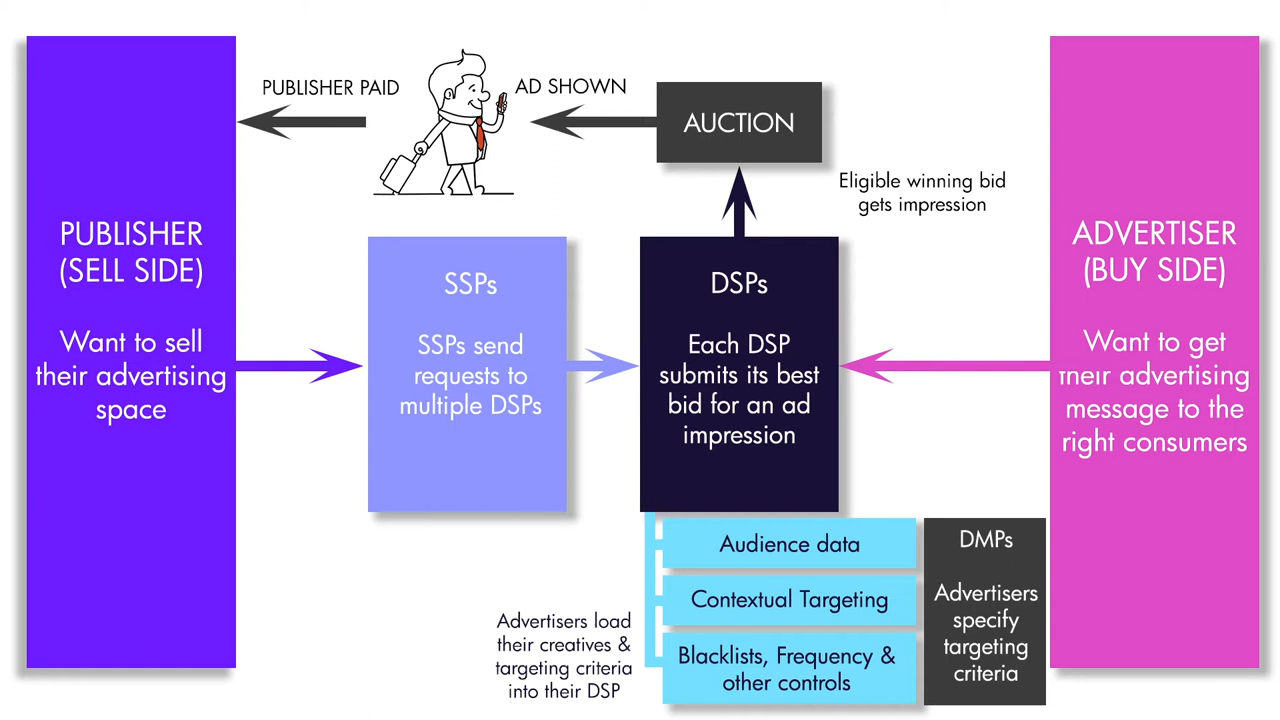 PUBLISHER
(SELL SIDE)
Want to sell
their advertising
space
PUBLISHER PAID
AD SHOWN
AUCTION
Eligible winning bid
gets impression
SSPs
SSPs send
requests to
multiple DSPs
DSPs
Each DSP
submits its best
bid for an ad
impression
ADVERTISER
(BUY SIDE)
Want to get
their advertising
message to the
right consumers
Advertisers load
their creatives &
targeting criteria
into their DSP
Audience data
Contextual Targeting
Blacklists, Frequency &
other controls
DMPs
Advertisers
specify
targeting
criteria